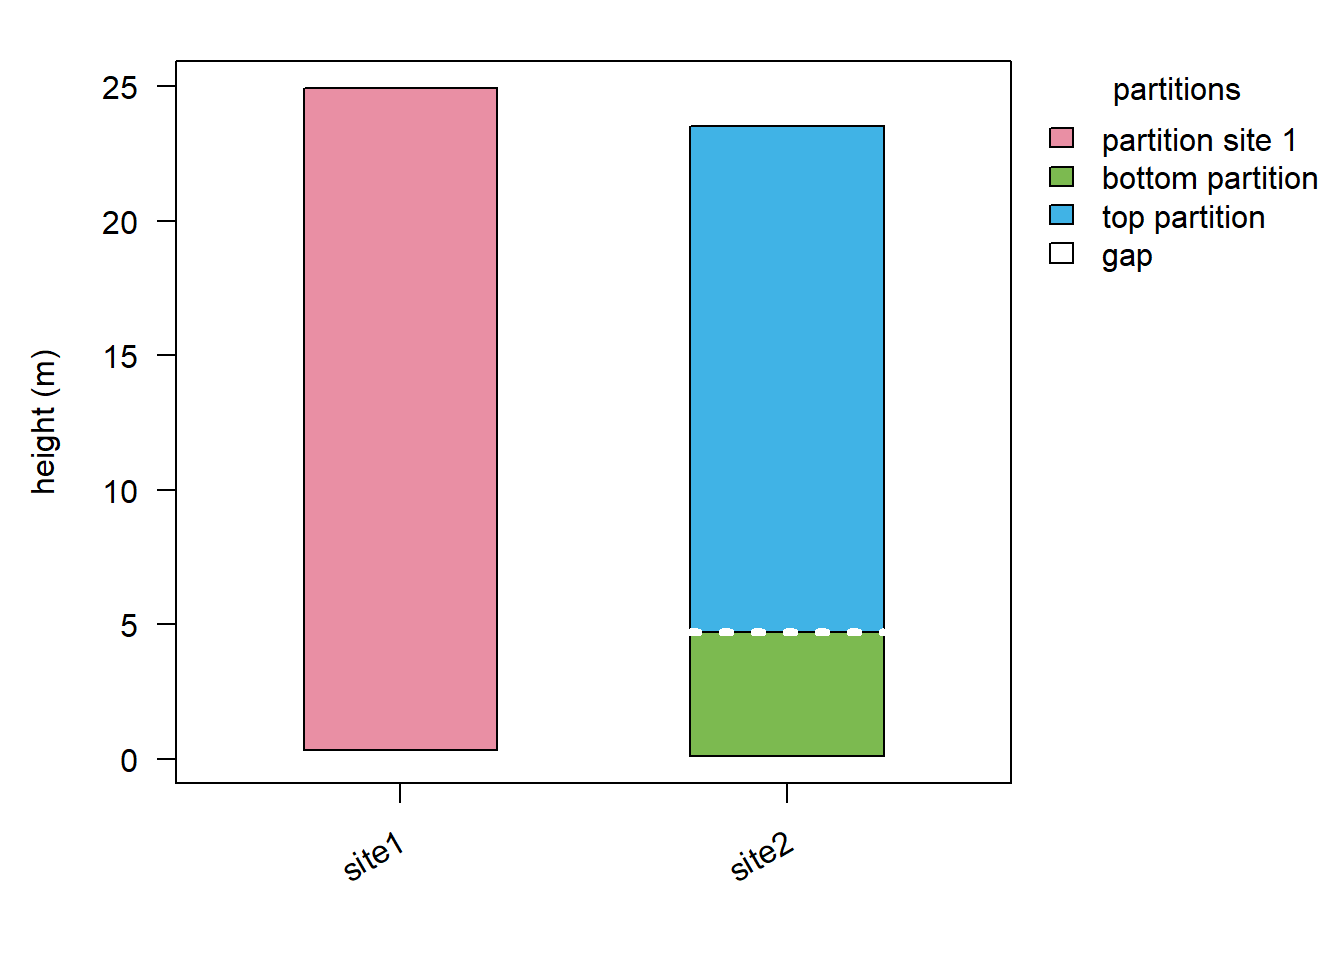 partitions
partition site 1
bottom partition
top partition
gap
height (m)
25
20
15
10
5
0
site1
site2